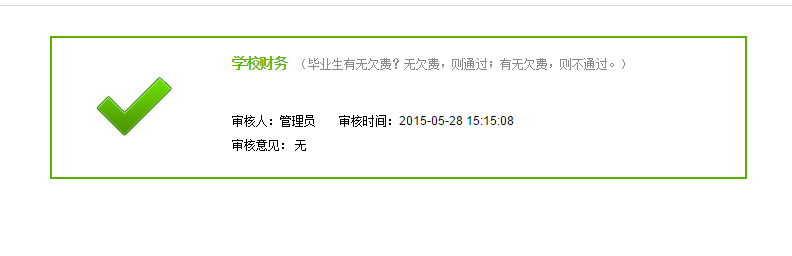 学校财务 （毕业生有无欠费？无欠费，则通过；有无欠费，则不通过。）
审核人：管理员 审核时间：2015-05-28 15:15:08
审核意见： 无